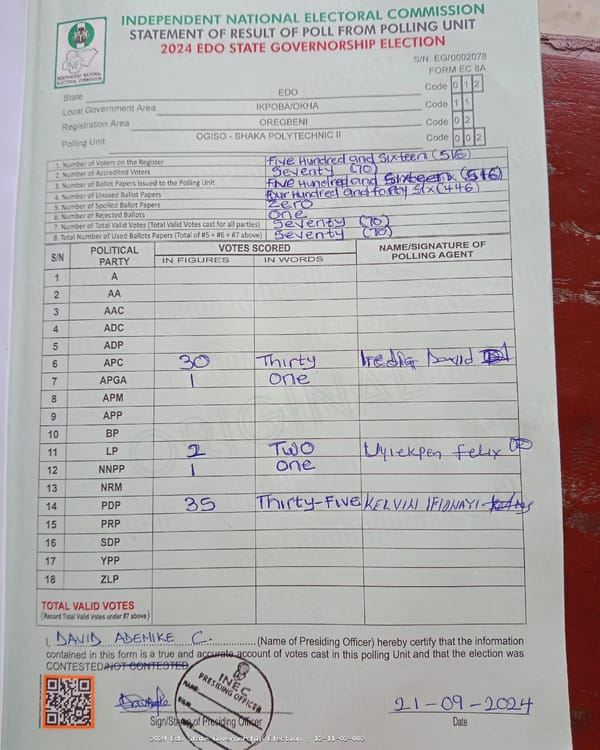 INDEPENDENT NATIONAL ELECTORAL COMMISSION
STATEMENT OF RESULT OF POLL FROM POLLING UNIT
2024 EDO STATE GOVERNORSHIP ELECTION
S/N: EG/0002078
FORM EC 8A
INEC
INDEPENDENT NATIONAL ELECTORAL COMMISSION
State EDO Code 0 1 2
Local Government Area IKPOBA/OKHA Code 1 1
Registration Area OREGBENI Code 0 2
Polling Unit OGISO - SHAKA POLYTECHNIC II Code 0 0 2
1. Number of Voters on the Register Five Hundred and Sixteen (516)
2. Number of Accredited Voters Seventy (70)
3. Number of Ballot Papers Issued to the Polling Unit Five Hundred and Sixteen (516)
4. Number of Unused Ballot Papers Four Hundred and forty Six (446)
5. Number of Spoiled Ballot Papers Zero
6. Number of Rejected Ballots One
7. Number of Total Valid Votes (Total Valid Votes cast for all parties) Seventy (70)
8. Total Number of Used Ballots Papers (Total of #5 + #6 + #7 above) Seventy (70)
S/N POLITICAL PARTY VOTES SCORED NAME/SIGNATURE OF POLLING AGENT
IN FIGURES IN WORDS
1 A
2 AA
3 AAC
4 ADC
5 ADP
6 APC 30 Thirty David
7 APGA 1 One
8 APM
9 APP
10 BP
11 LP 2 TWO Uyiekpen felix
12 NNPP 1 One
13 NRM
14 PDP 35 Thirty-Five KELVIN IFIONAYI
15 PRP
16 SDP
17 YPP
18 ZLP
ORIGINAL
TOTAL VALID VOTES
(Record Total Valid Votes under #7 above)
I, DAVID ADEMIKE C. (Name of Presiding Officer) hereby certify that the information
contained in this form is a true and accurate account of votes cast in this polling Unit and that the election was
CONTESTED/NOT CONTESTED.
INEC
PRESIDING OFFICER
NAME
SIGN
21-09-2024
Sign/Stamp of Presiding Officer Date
2024 Edo State Governorship Election : 12-11-02-002